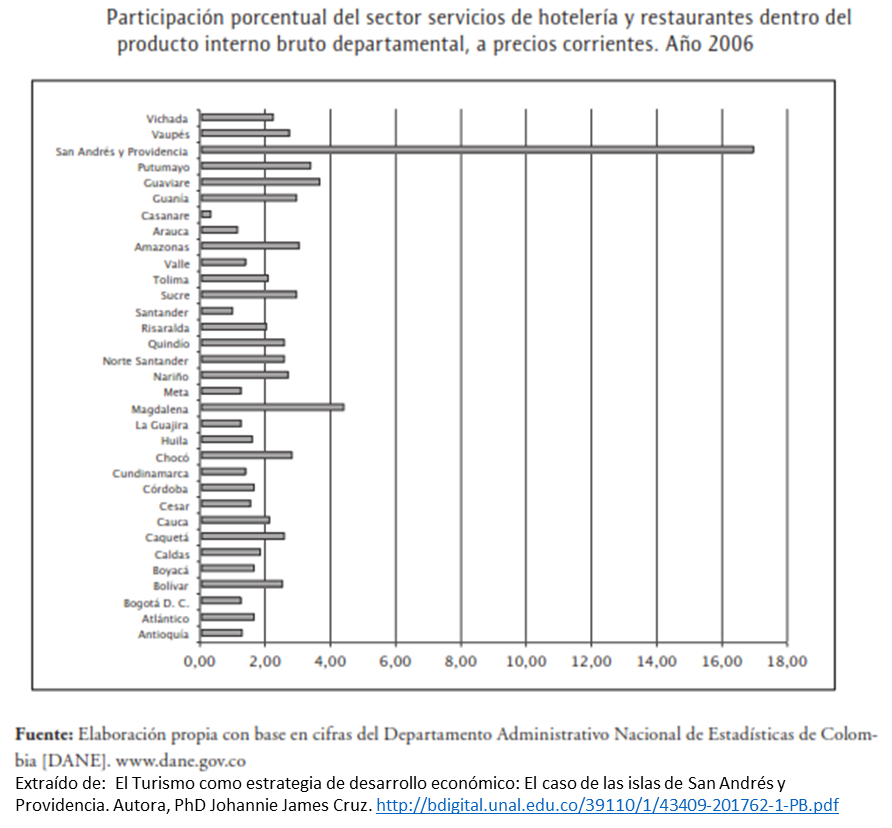 Participación porcentual del sector servicios de hotelería y restaurantes dentro del
producto interno bruto departamental, a precios corrientes. Año 2006
Vichada
Vaupés
San Andrés y Providencia
Putumayo
Guaviare
Guanía
Casanare
Arauca
Amazonas
Valle
Tolima
Sucre
Santander
Risaralda
Quindío
Norte Santander
Nariño
Meta
Magdalena
La Guajira
Huila
Chocó
Cundinamarca
Córdoba
Cesar
Cauca
Caquetá
Caldas
Boyacá
Bolívar
Bogotá D. C.
Atlántico
Antioquía
0,00 2,00 4,00 6,00 8,00 10,00 12,00 14,00 16,00 18,00
Fuente: Elaboración propia con base en cifras del Departamento Administrativo Nacional de Estadísticas de Colom-
bia [DANE]. www.dane.gov.co
Extraído de: El Turismo como estrategia de desarrollo económico: El caso de las islas de San Andrés y
Providencia. Autora, PhD Johannie James Cruz. http://bdigital.unal.edu.co/39110/1/43409-201762-1-PB.pdf